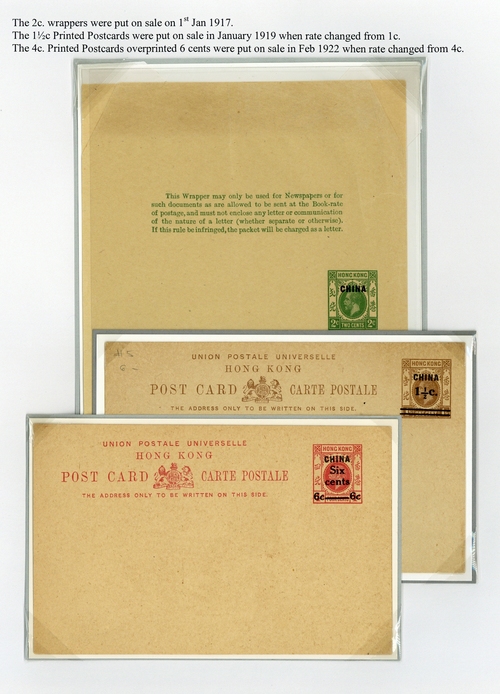 The 2c. wrappers were put on sale on 1st Jan 1917.
The 1½c Printed Postcards were put on sale in January 1919 when rate changed from 1c.
The 4c. Printed Postcards overprinted 6 cents were put on sale in Feb 1922 when rate changed from 4c.
This Wrapper may only be used for Newspapers or for
such documents as are allowed to be sent at the Book-rate
of postage, and must not enclose any letter or communication
of the nature of a letter (whether separate or otherwise).
If this rule be infringed, the packet will be charged as a letter.
HONG KONG
CHINA
2c TWO CENTS 2c
UNION POSTALE UNIVERSELLE
HONG KONG
POST CARD CARTE POSTALE
THE ADDRESS ONLY TO BE WRITTEN ON THIS SIDE.
HONG KONG
CHINA
1½c.
UNION POSTALE UNIVERSELLE
HONG KONG
POST CARD CARTE POSTALE
THE ADDRESS ONLY TO BE WRITTEN ON THIS SIDE.
HONG KONG
CHINA
Six
cents
6c 6c